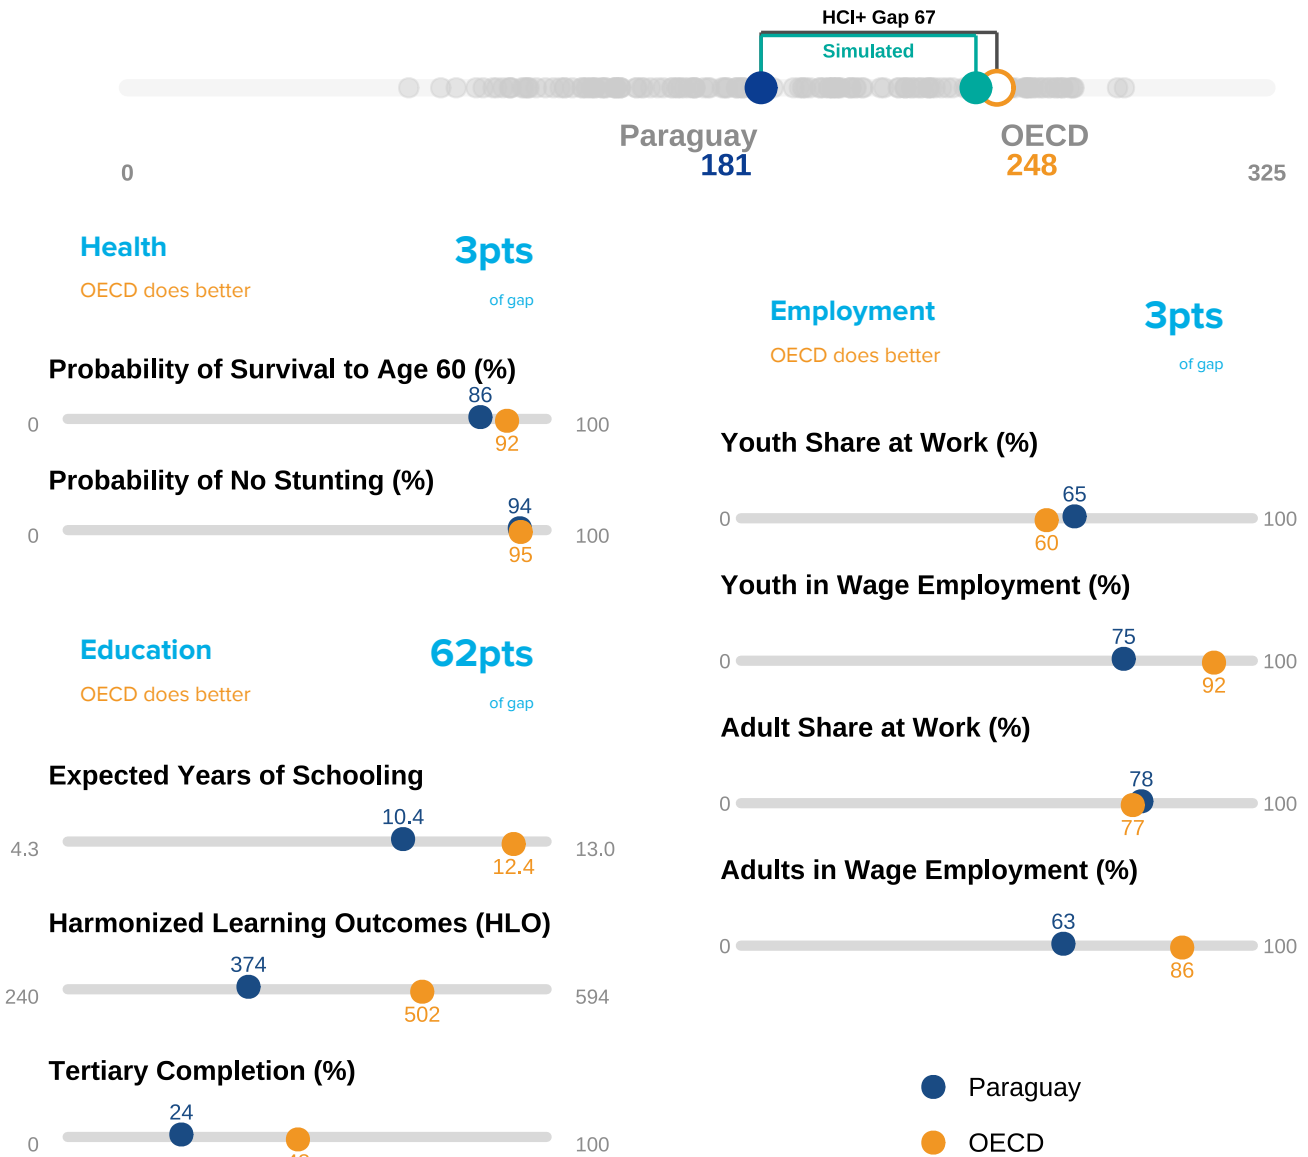 HCI+ Gap 67
Simulated
Paraguay
OECD
181
248
0
325
Health
3pts
OECD does better
of gap
Probability of Survival to Age 60 (%)
86
0
100
92
Probability of No Stunting (%)
94
0
100
95
Education
62pts
OECD does better
of gap
Expected Years of Schooling
10.4
4.3
13.0
12.4
Harmonized Learning Outcomes (HLO)
374
240
594
502
Tertiary Completion (%)
24
0
100
Employment
3pts
OECD does better
of gap
Youth Share at Work (%)
65
0
100
60
Youth in Wage Employment (%)
75
0
100
92
Adult Share at Work (%)
78
0
100
77
Adults in Wage Employment (%)
63
0
100
86
Paraguay
OECD